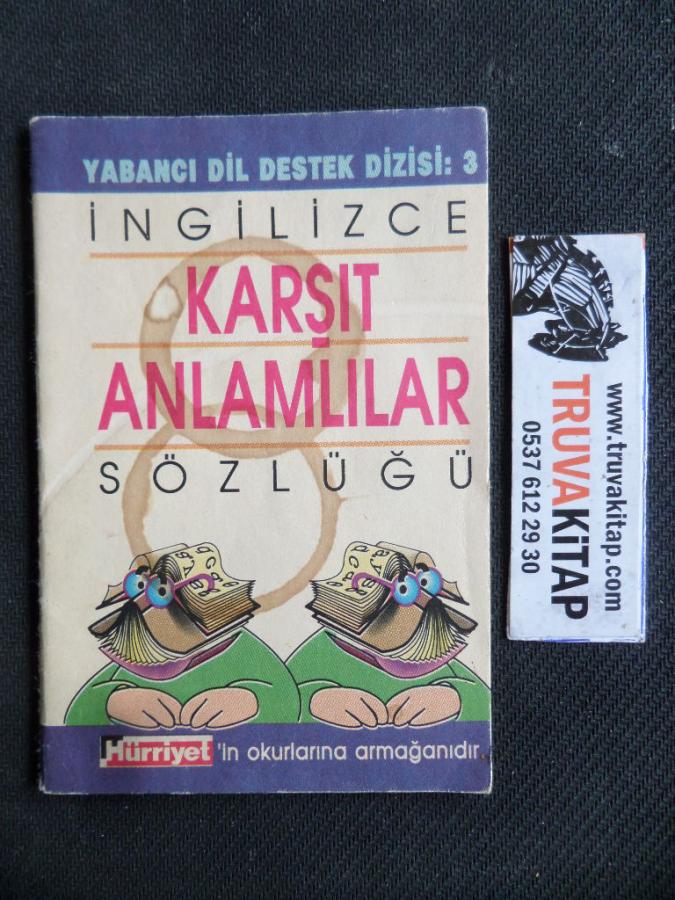 YABANCI DİL DESTEK DİZİSİ: 3
İNGİLİZCE
KARŞIT
ANLAMLILAR
SÖZLÜĞÜ
Hürriyet'in okurlarına armağanıdır
www.truvakitap.com
TRUVAKİTAP
0537 612 29 30